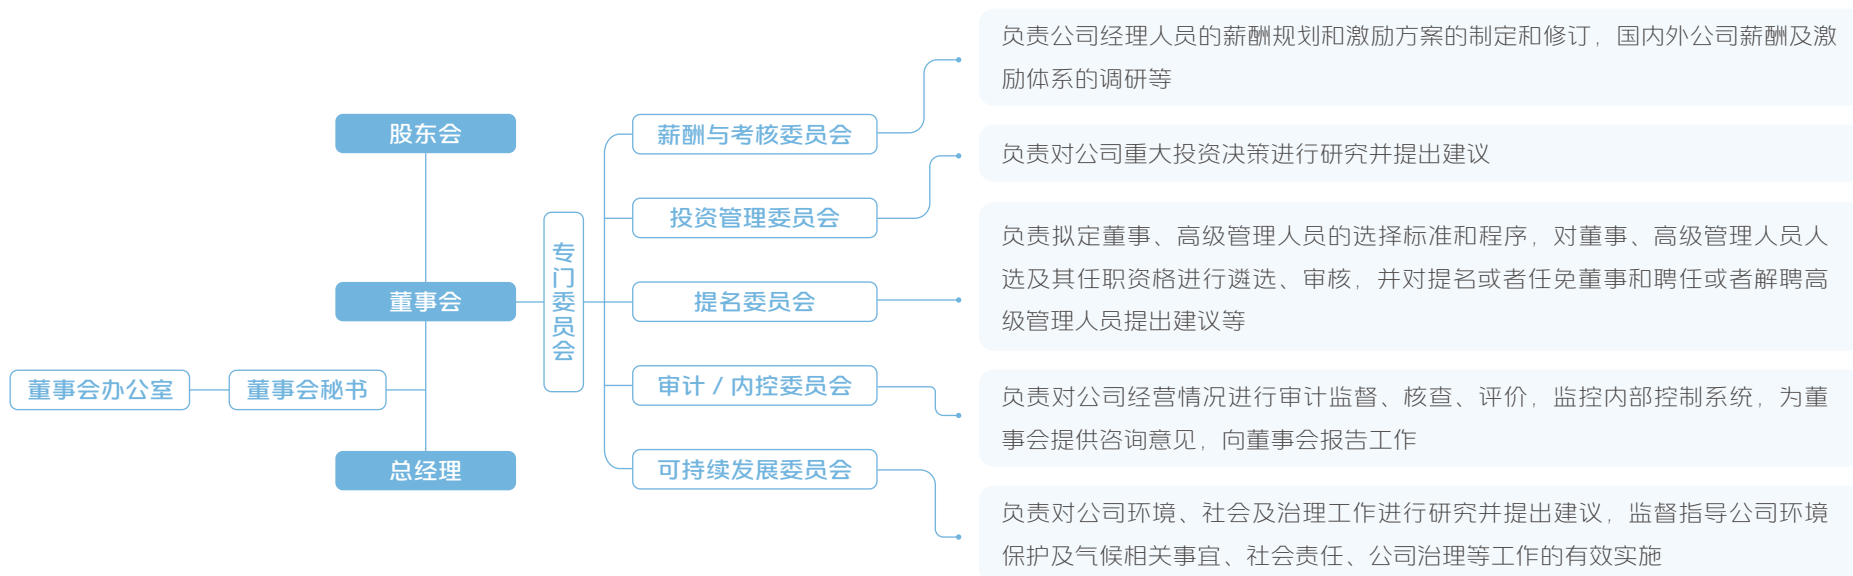 股东会
董事会
总经理
董事会办公室
董事会秘书
专门委员会
薪酬与考核委员会
负责公司经理人员的薪酬规划和激励方案的制定和修订，国内外公司薪酬及激
励体系的调研等
投资管理委员会
负责对公司重大投资决策进行研究并提出建议
提名委员会
负责拟定董事、高级管理人员的选择标准和程序，对董事、高级管理人员人
选及其任职资格进行遴选、审核，并对提名或者任免董事和聘任或者解聘高
级管理人员提出建议等
审计 / 内控委员会
负责对公司经营情况进行审计监督、核查、评价，监控内部控制系统，为董
事会提供咨询意见，向董事会报告工作
可持续发展委员会
负责对公司环境、社会及治理工作进行研究并提出建议，监督指导公司环境
保护及气候相关事宜、社会责任、公司治理等工作的有效实施